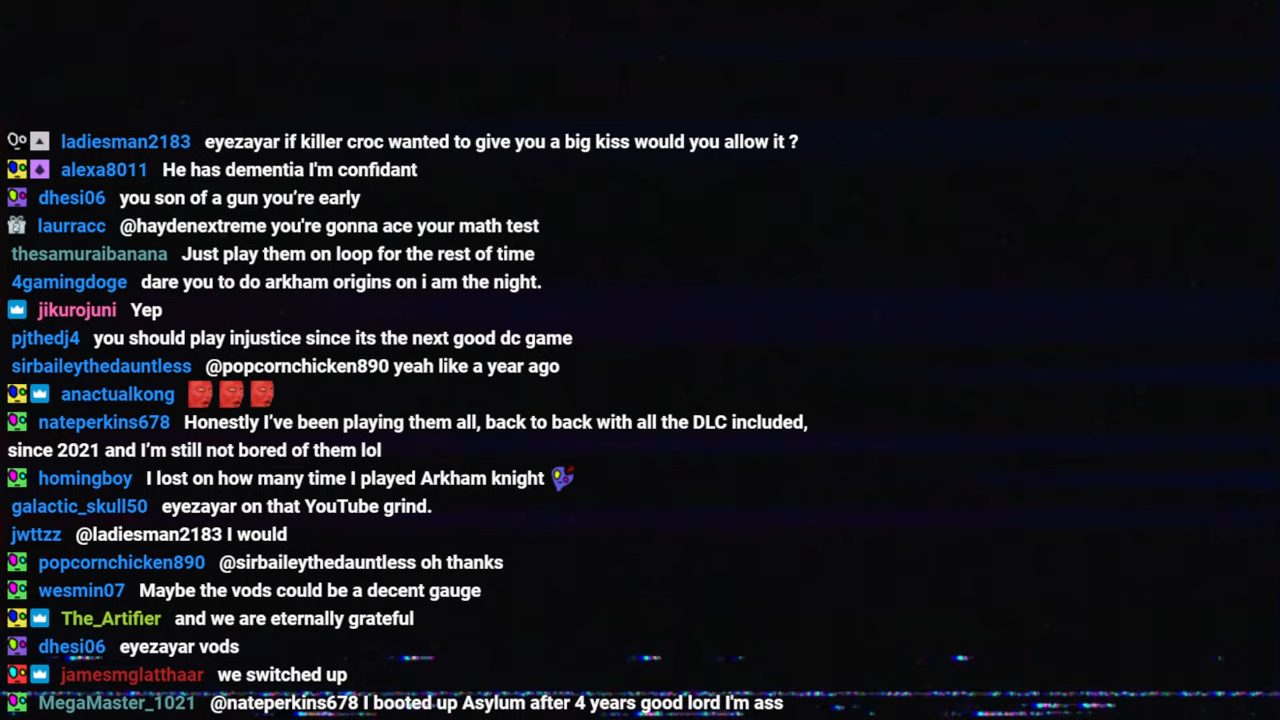 ladiesman2183 eyezayar if killer croc wanted to give you a big kiss would you allow it ?
alexa8011 He has dementia I'm confidant
dhesi06 you son of a gun you’re early
laurracc @haydenextreme you're gonna ace your math test
thesamuraibanana Just play them on loop for the rest of time
4gamingdoge dare you to do arkham origins on i am the night.
jikurojuni Yep
pjthedj4 you should play injustice since its the next good dc game
sirbaileythedauntless @popcornchicken890 yeah like a year ago
anactualkong
nateperkins678 Honestly I’ve been playing them all, back to back with all the DLC included,
since 2021 and I’m still not bored of them lol
homingboy I lost on how many time I played Arkham knight
galactic_skull50 eyezayar on that YouTube grind.
jwttzz @ladiesman2183 I would
popcornchicken890 @sirbaileythedauntless oh thanks
wesmin07 Maybe the vods could be a decent gauge
The_Artifier and we are eternally grateful
dhesi06 eyezayar vods
jamesmglatthaar we switched up
MegaMaster_1021 @nateperkins678 I booted up Asylum after 4 years good lord I'm ass